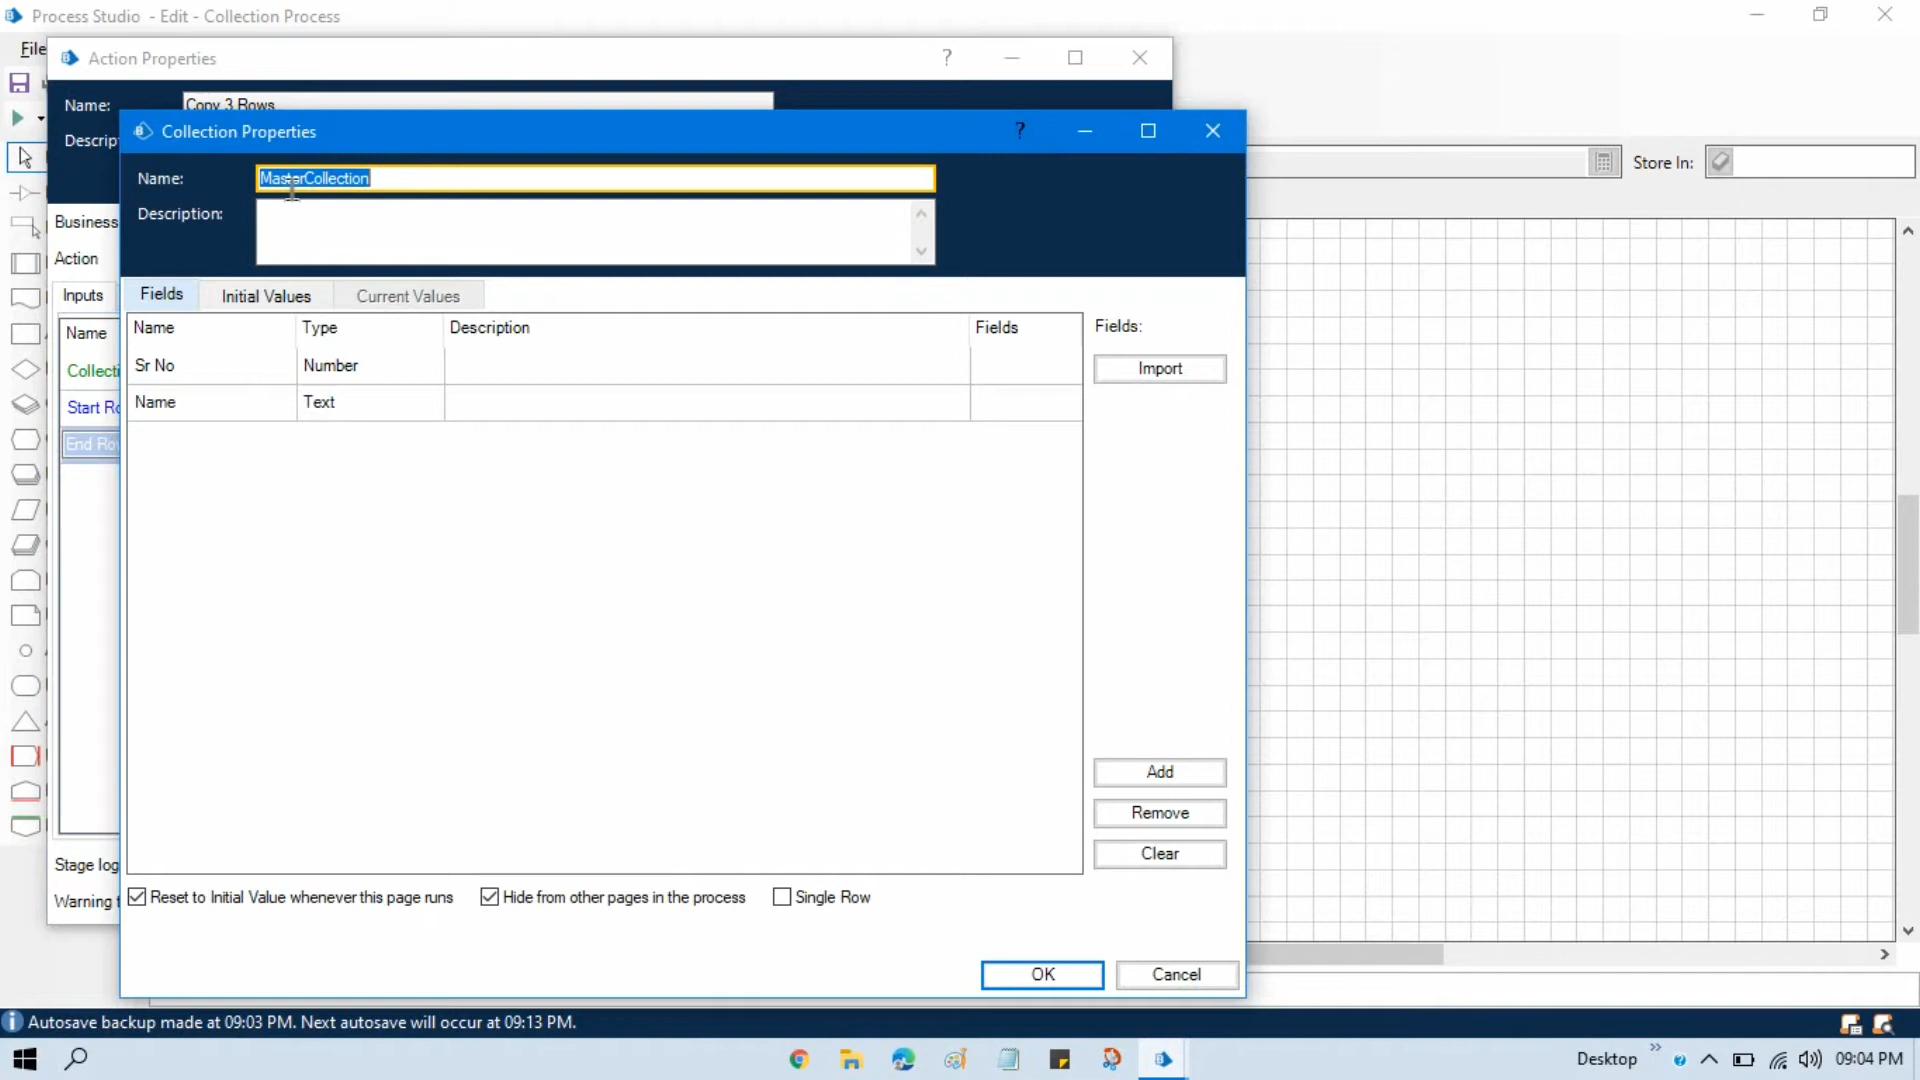 Process Studio - Edit - Collection Process
File
Action Properties
?
Name: Copy 3 Rows
Descript
Collection Properties
?
Name: MasterCollection
Description:
Store In:
Business
Action
Inputs
Name
Collecti
Start Ro
End Row
Stage log
Warning t
Fields Initial Values Current Values
Name Type Description Fields
Sr No Number
Name Text
Fields:
Import
Add
Remove
Clear
Reset to Initial Value whenever this page runs Hide from other pages in the process Single Row
OK Cancel
Autosave backup made at 09:03 PM. Next autosave will occur at 09:13 PM.
Desktop 09:04 PM